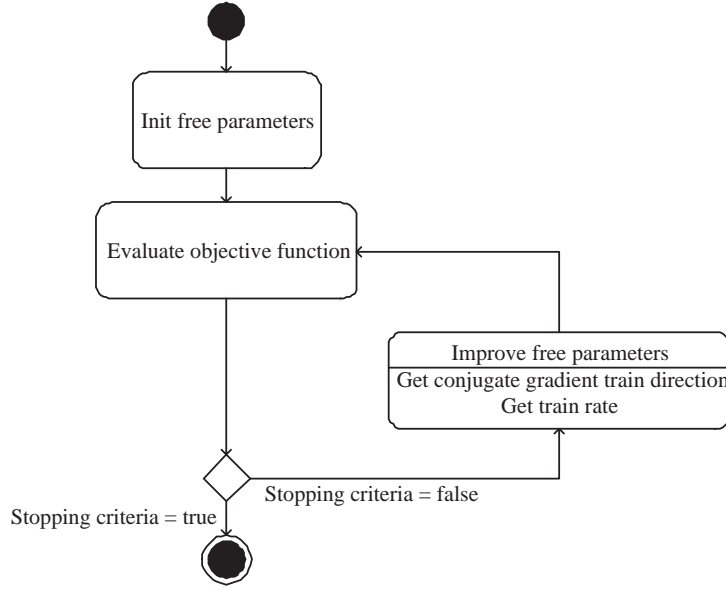 Init free parameters
Evaluate objective function
Improve free parameters
Get conjugate gradient train direction
Get train rate
Stopping criteria = false
Stopping criteria = true